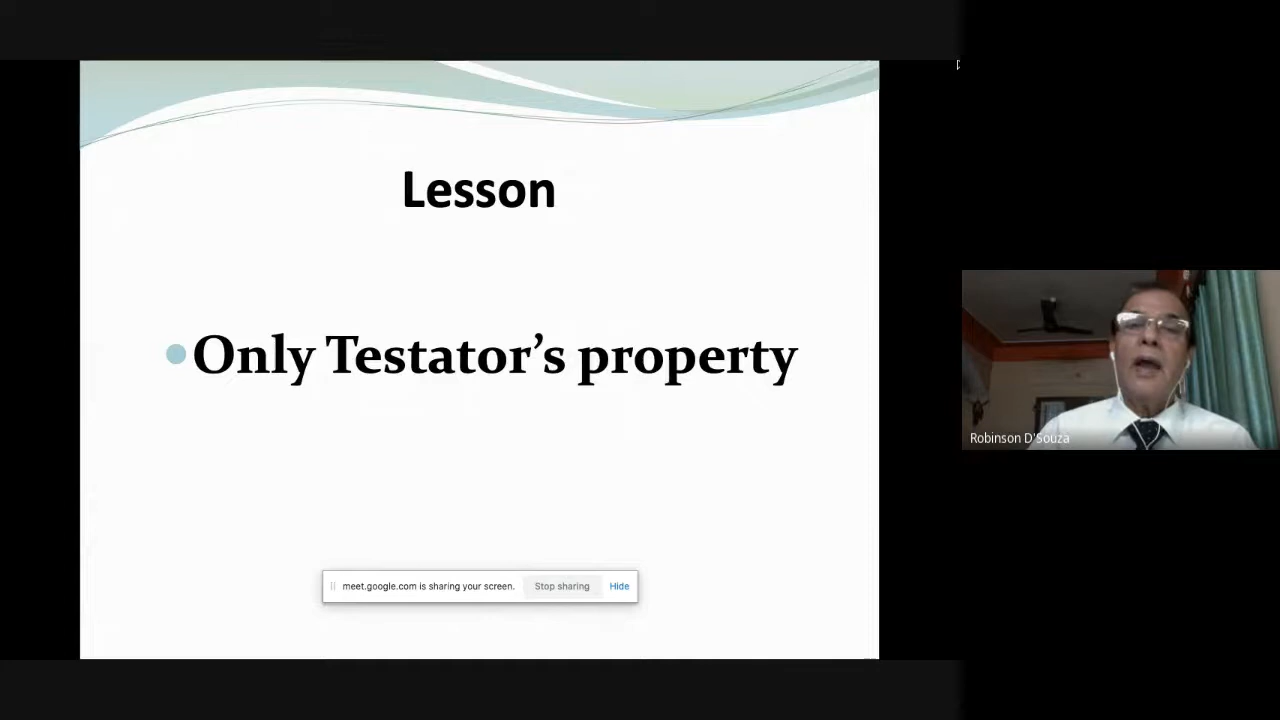 Lesson
Only Testator’s property
meet.google.com is sharing your screen. Stop sharing Hide
Robinson D'Souza